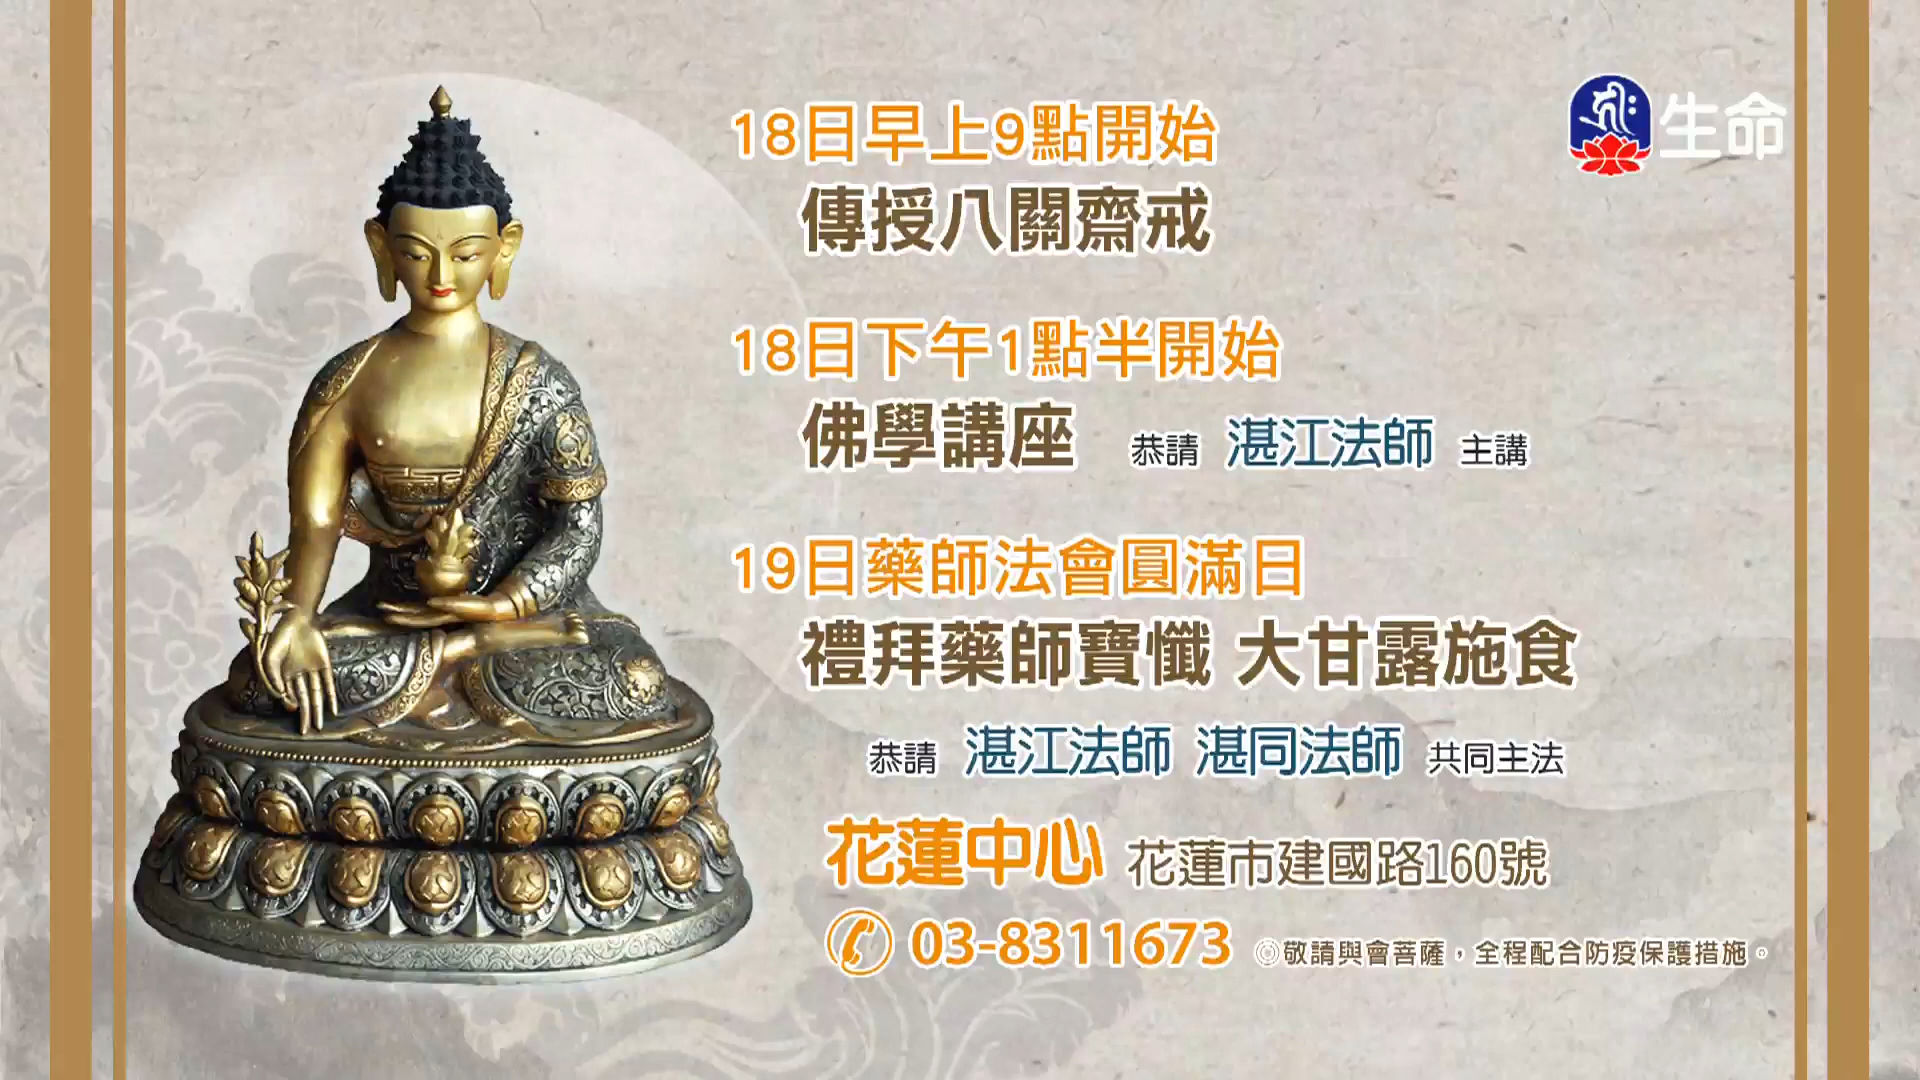 生命
18日早上9點開始
傳授八關齋戒
18日下午1點半開始
佛學講座 恭請 湛江法師 主講
19日藥師法會圓滿日
禮拜藥師寶懺 大甘露施食
恭請 湛江法師 湛同法師 共同主法
花蓮中心 花蓮市建國路160號
03-8311673 ◎敬請與會菩薩，全程配合防疫保護措施。